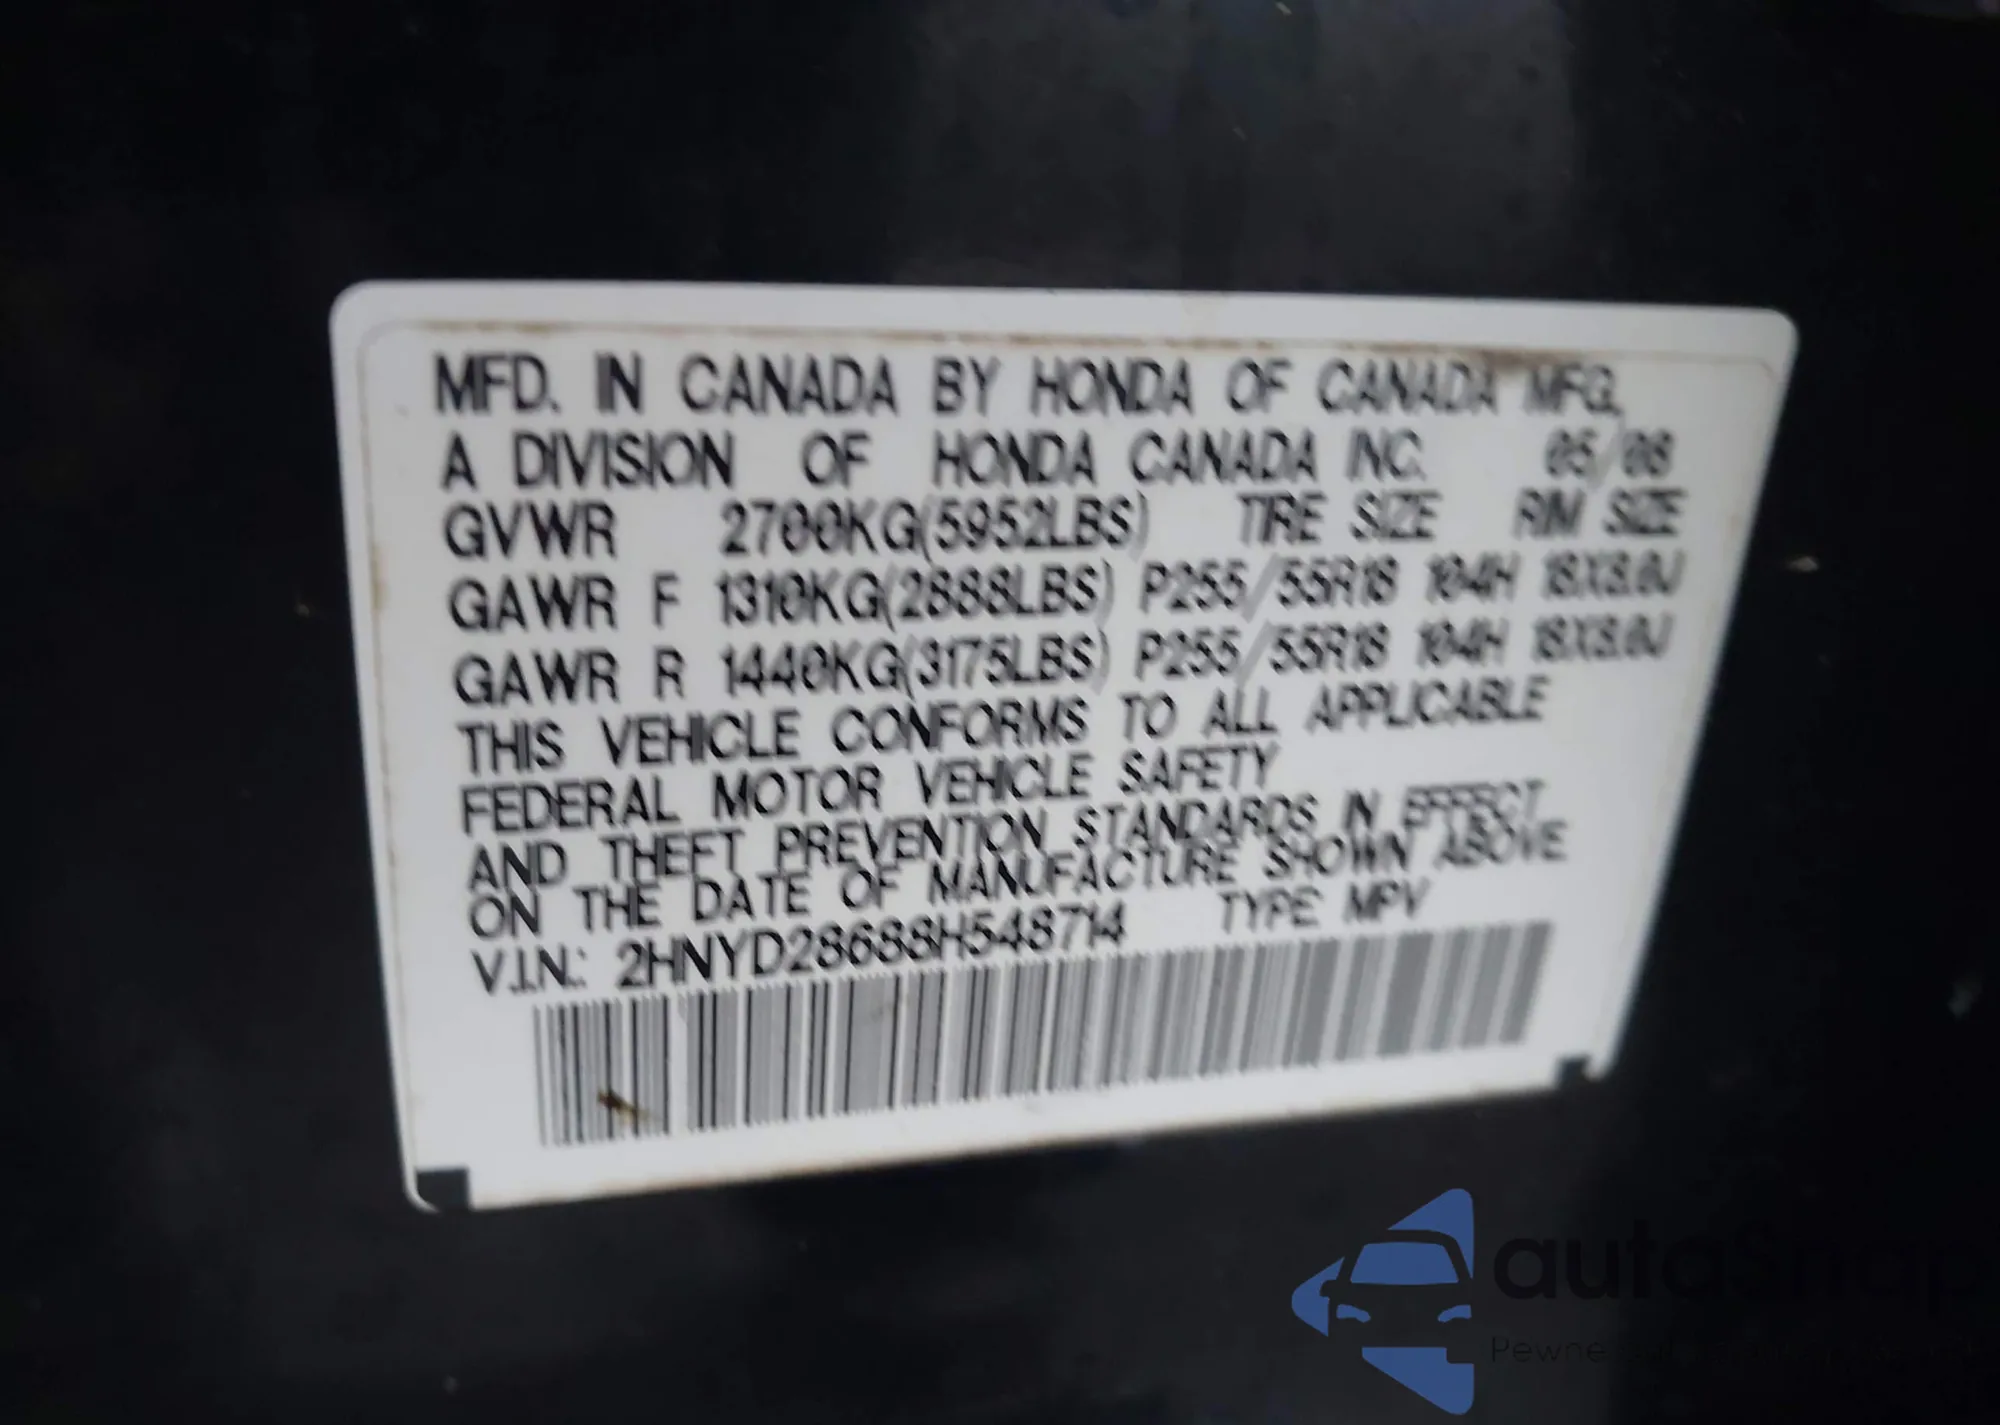 MFD. IN CANADA BY HONDA OF CANADA MFG.,
A DIVISION OF HONDA CANADA INC. 05/08
GVWR 2700KG(5952LBS) TIRE SIZE RIM SIZE
GAWR F 1310KG(2888LBS) P255/55R18 104H 18X8.0J
GAWR R 1440KG(3175LBS) P255/55R18 104H 18X8.0J
THIS VEHICLE CONFORMS TO ALL APPLICABLE
FEDERAL MOTOR VEHICLE SAFETY
AND THEFT PREVENTION STANDARDS IN EFFECT
ON THE DATE OF MANUFACTURE SHOWN ABOVE
V.I.N.: 2HNYD28688H548714 TYPE: MPV
autoShop